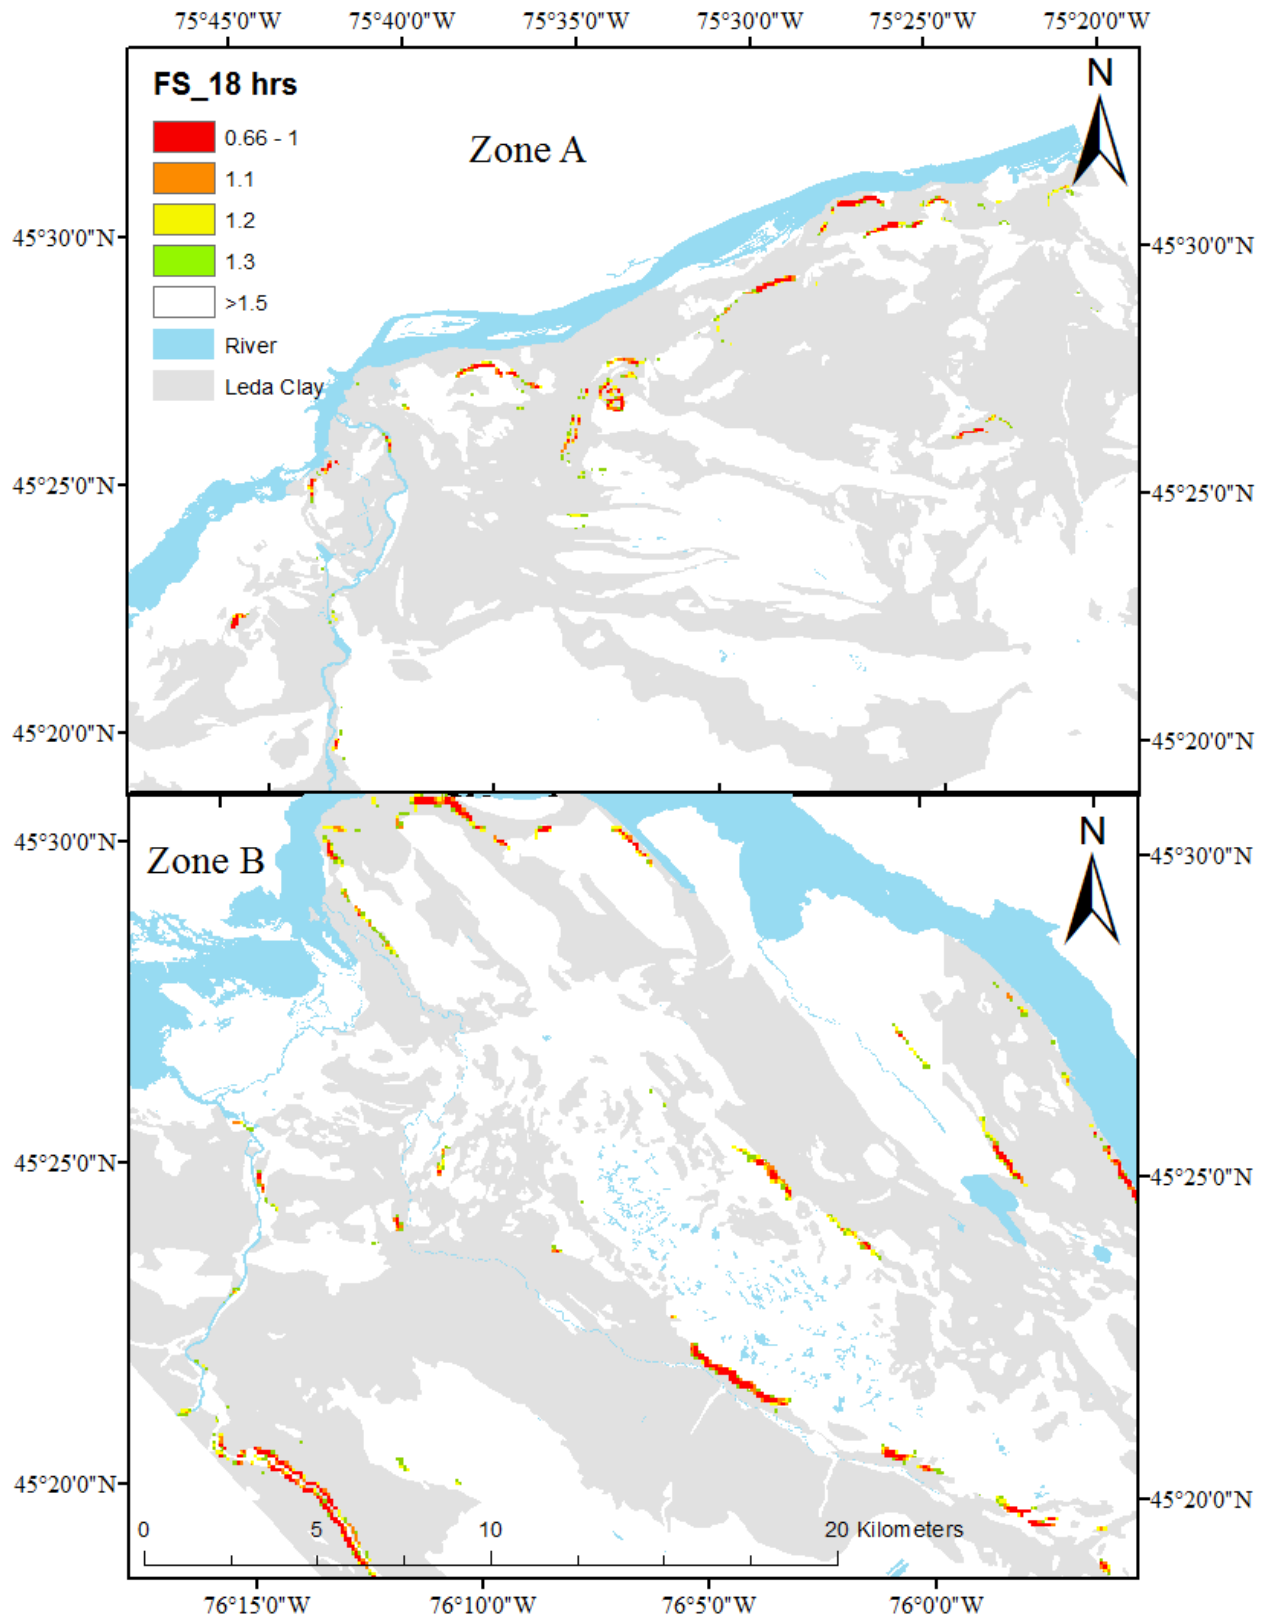 75°45'0"W 75°40'0"W 75°35'0"W 75°30'0"W 75°25'0"W 75°20'0"W
FS_18 hrs
N
0.66 - 1
Zone A
1.1
1.2
45°30'0"N 45°30'0"N
1.3
>1.5
River
Leda Clay
45°25'0"N 45°25'0"N
45°20'0"N 45°20'0"N
N
45°30'0"N 45°30'0"N
Zone B
45°25'0"N 45°25'0"N
45°20'0"N 45°20'0"N
0 5 10 20 Kilometers
76°15'0"W 76°10'0"W 76°5'0"W 76°0'0"W